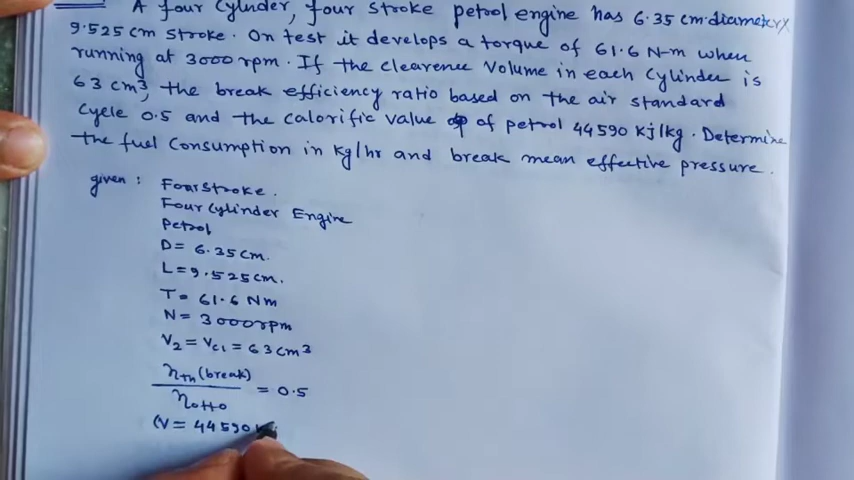 A four cylinder, four stroke petrol engine has 6.35 cm diameter x
9.525 cm stroke. On test it develops a torque of 61.6 N-m when
running at 3000 rpm. If the clearence volume in each cylinder is
63 cm3, the break efficiency ratio based on the air standard
cycle 0.5 and the calorific value of petrol 44590 kj/kg. Determine
the fuel consumption in kg/hr and break mean effective pressure.
given : Four stroke.
Four cylinder Engine
Petrol
D = 6.35 cm.
L = 9.525 cm.
T = 61.6 Nm
N = 3000 rpm
V2 = Vc1 = 63 cm3
ηth (break)
= 0.5
ηotto
CV = 44590